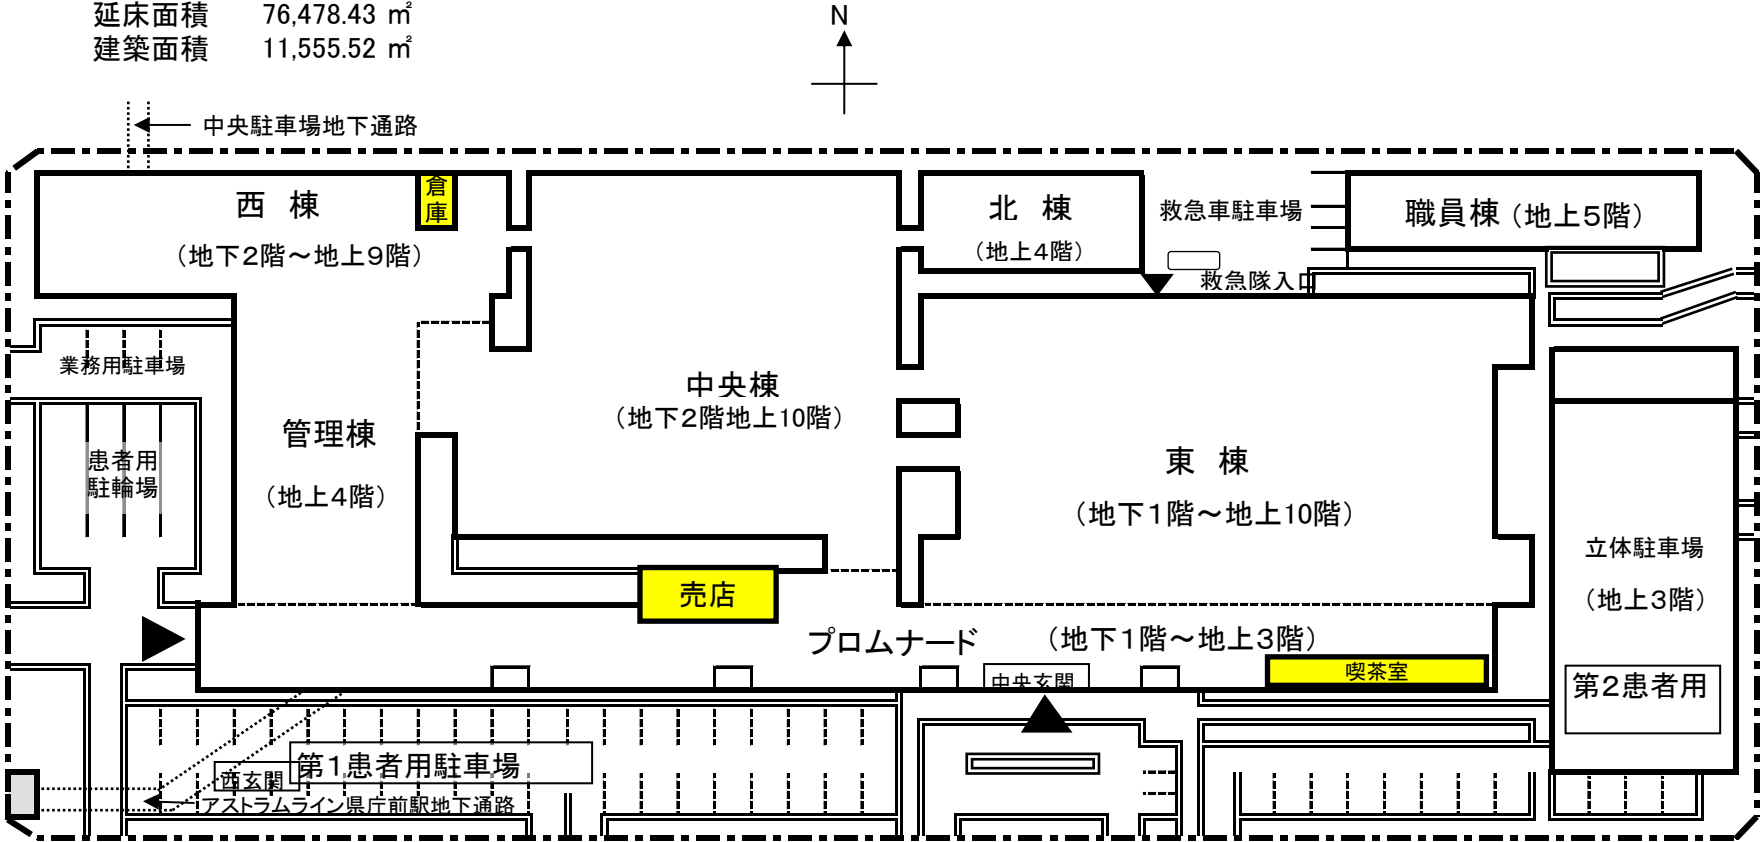 延床面積 76,478.43 ㎡
建築面積 11,555.52 ㎡
N
中央駐車場地下通路
西 棟
(地下2階～地上9階)
倉
庫
北 棟
(地上4階)
救急車駐車場
救急隊入口
職員棟 (地上5階)
業務用駐車場
中央棟
(地下2階地上10階)
管理棟
(地上4階)
患者用
駐輪場
東 棟
(地下1階～地上10階)
立体駐車場
(地上3階)
売店
プロムナード (地下1階～地上3階)
喫茶室
中央玄関
第2患者用
第1患者用駐車場
西玄関
アストラムライン県庁前駅地下通路